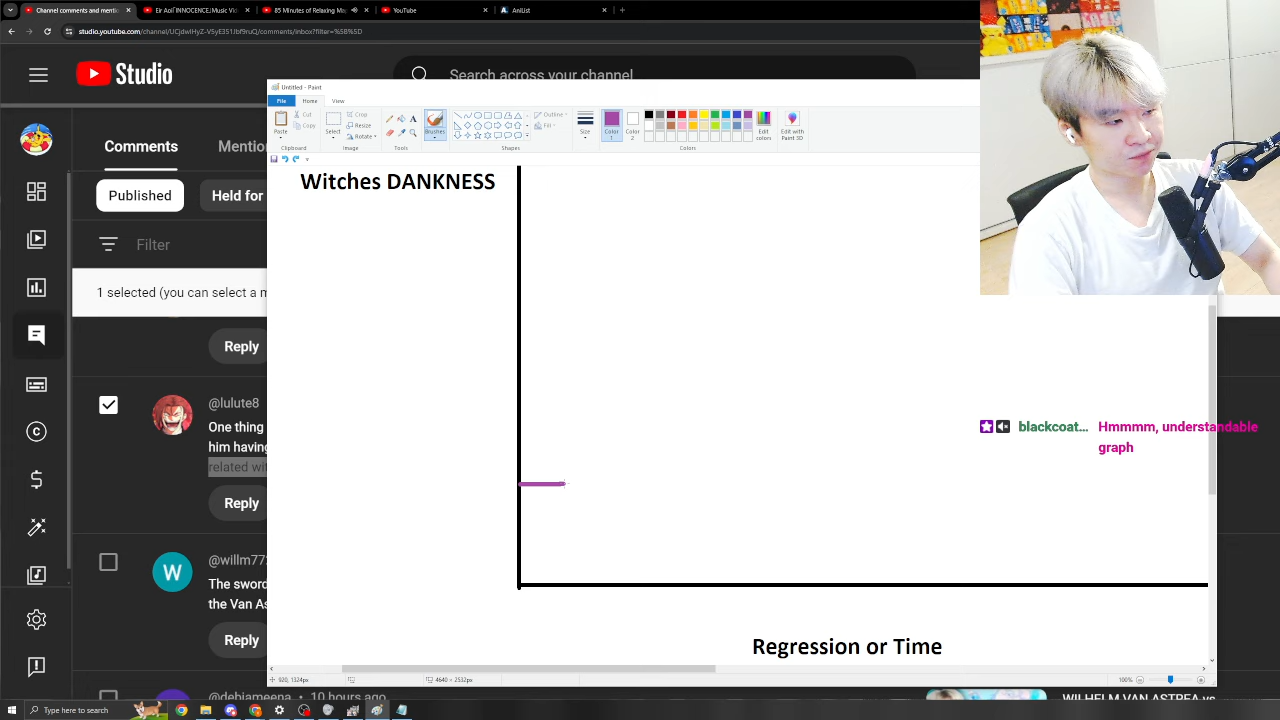 Channel comments and menti
Eir Aoi「INNOCENCE」Music Vi
85 Minutes of Relaxing Ma
YouTube
AniList
studio.youtube.com/channel/UCjdwIHyZ-V5yE3S1Jbf9ruQ/comments/inbox?filter=%5B%5D
Studio
Search across your channel
Comments
Mention
Published
Held for
Filter
1 selected (you can select a m
Reply
@lulute8
One thing
him having
related wit
Reply
@willm77
W
The sword
the Van As
Reply
@debiameena • 10 hours ago
WILHELM VAN ASTREA vs
Untitled - Paint
File
Home
View
Paste
Cut
Copy
Clipboard
Select
Crop
Resize
Rotate
Image
Tools
Brushes
Shapes
Outline
Fill
Size
Color 1
Color 2
Edit colors
Edit with Paint 3D
Colors
Witches DANKNESS
Regression or Time
920, 1324px
4640 × 2532px
100%
blackcoat... Hmmmm, understandable
graph
Type here to search